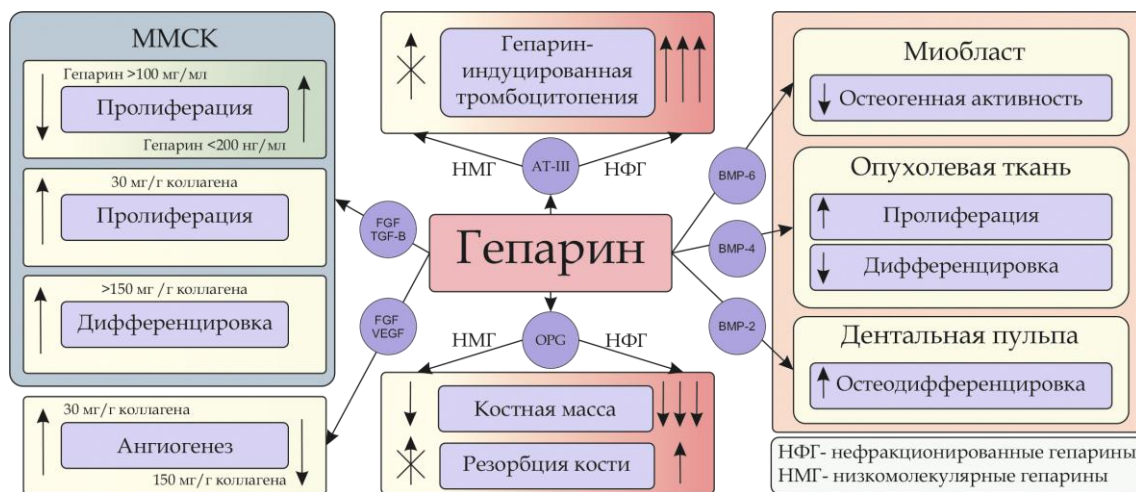 ММСК
Гепарин >100 мг/мл
Пролиферация
Гепарин <200 нг/мл
30 мг/г коллагена
Пролиферация
>150 мг /г коллагена
Дифференцировка
30 мг/г коллагена
Ангиогенез
150 мг/г коллагена
FGF
TGF-B
FGF
VEGF
Гепарин-
индуцированная
тромбоцитопения
НМГ
AT-III
НФГ
Гепарин
НМГ
OPG
НФГ
Костная масса
Резорбция кости
BMP-6
BMP-4
BMP-2
Миобласт
Остеогенная активность
Опухолевая ткань
Пролиферация
Дифференцировка
Дентальная пульпа
Остеодифференцировка
НФГ- нефракционированные гепарины
НМГ- низкомолекулярные гепарины